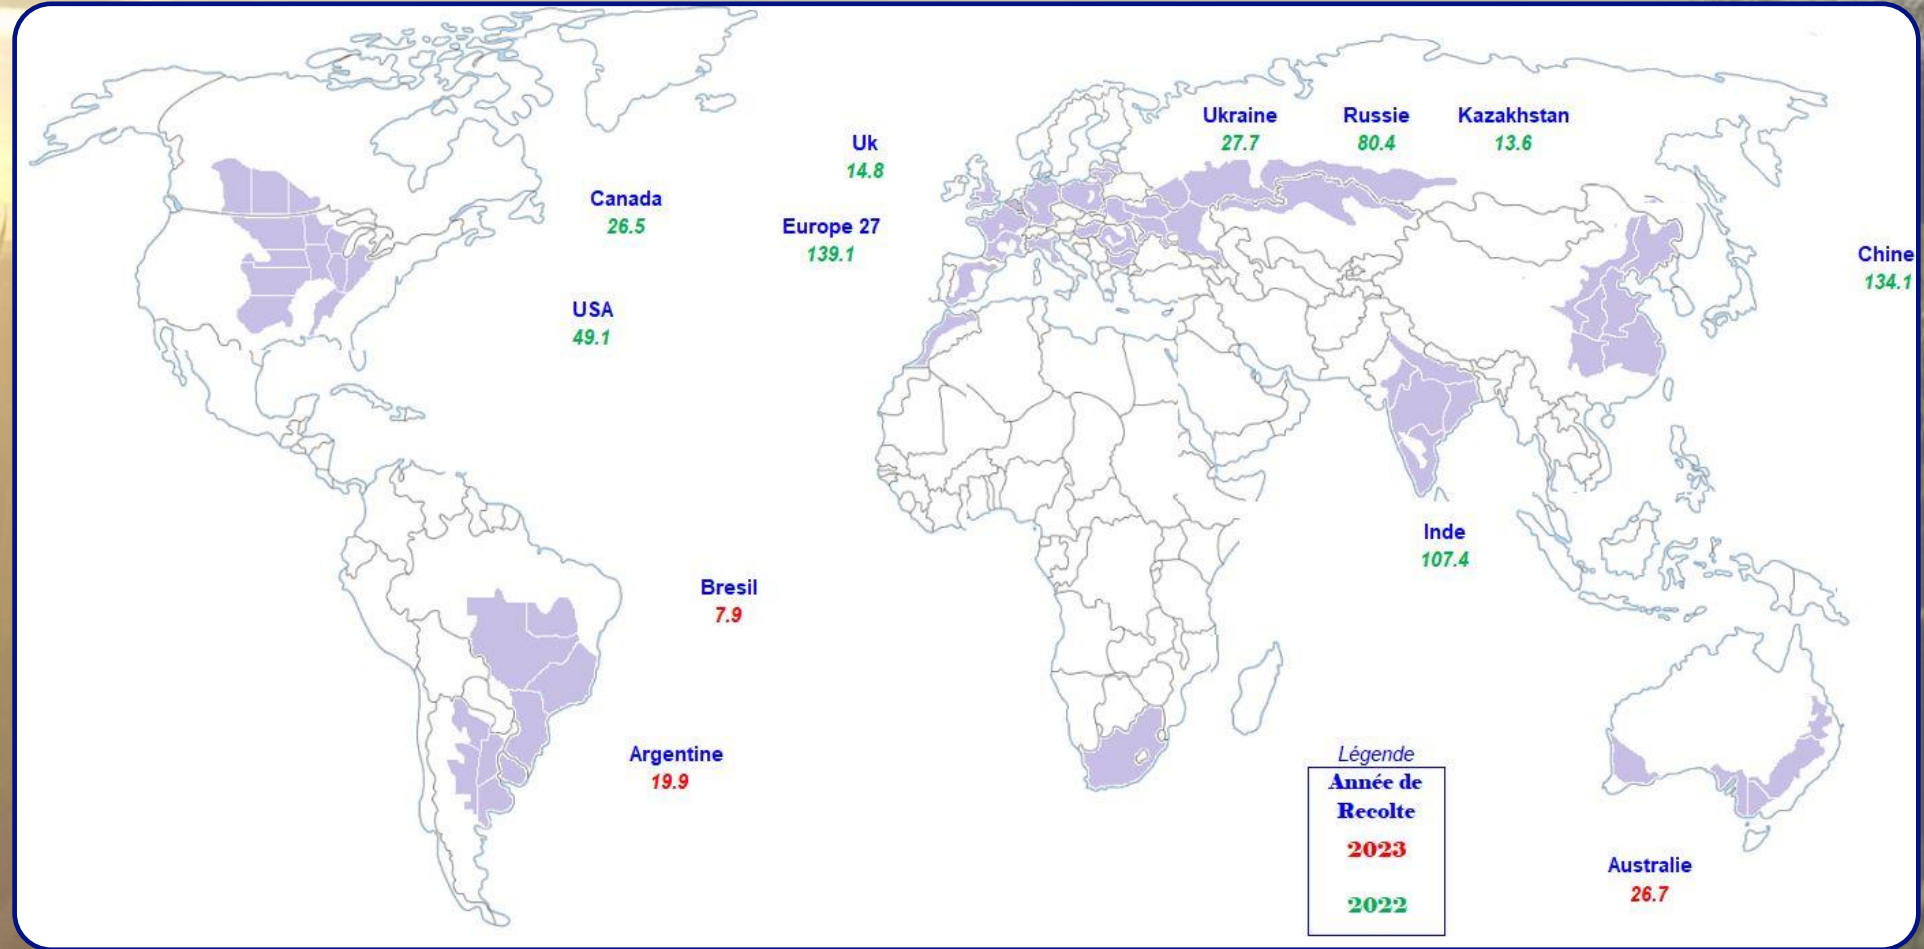 Ukraine
27.7
Russie
80.4
Kazakhstan
13.6
Uk
14.8
Canada
26.5
Europe 27
139.1
Chine
134.1
USA
49.1
Inde
107.4
Bresil
7.9
Argentine
19.9
Légende
Année de
Recolte
2023
2022
Australie
26.7